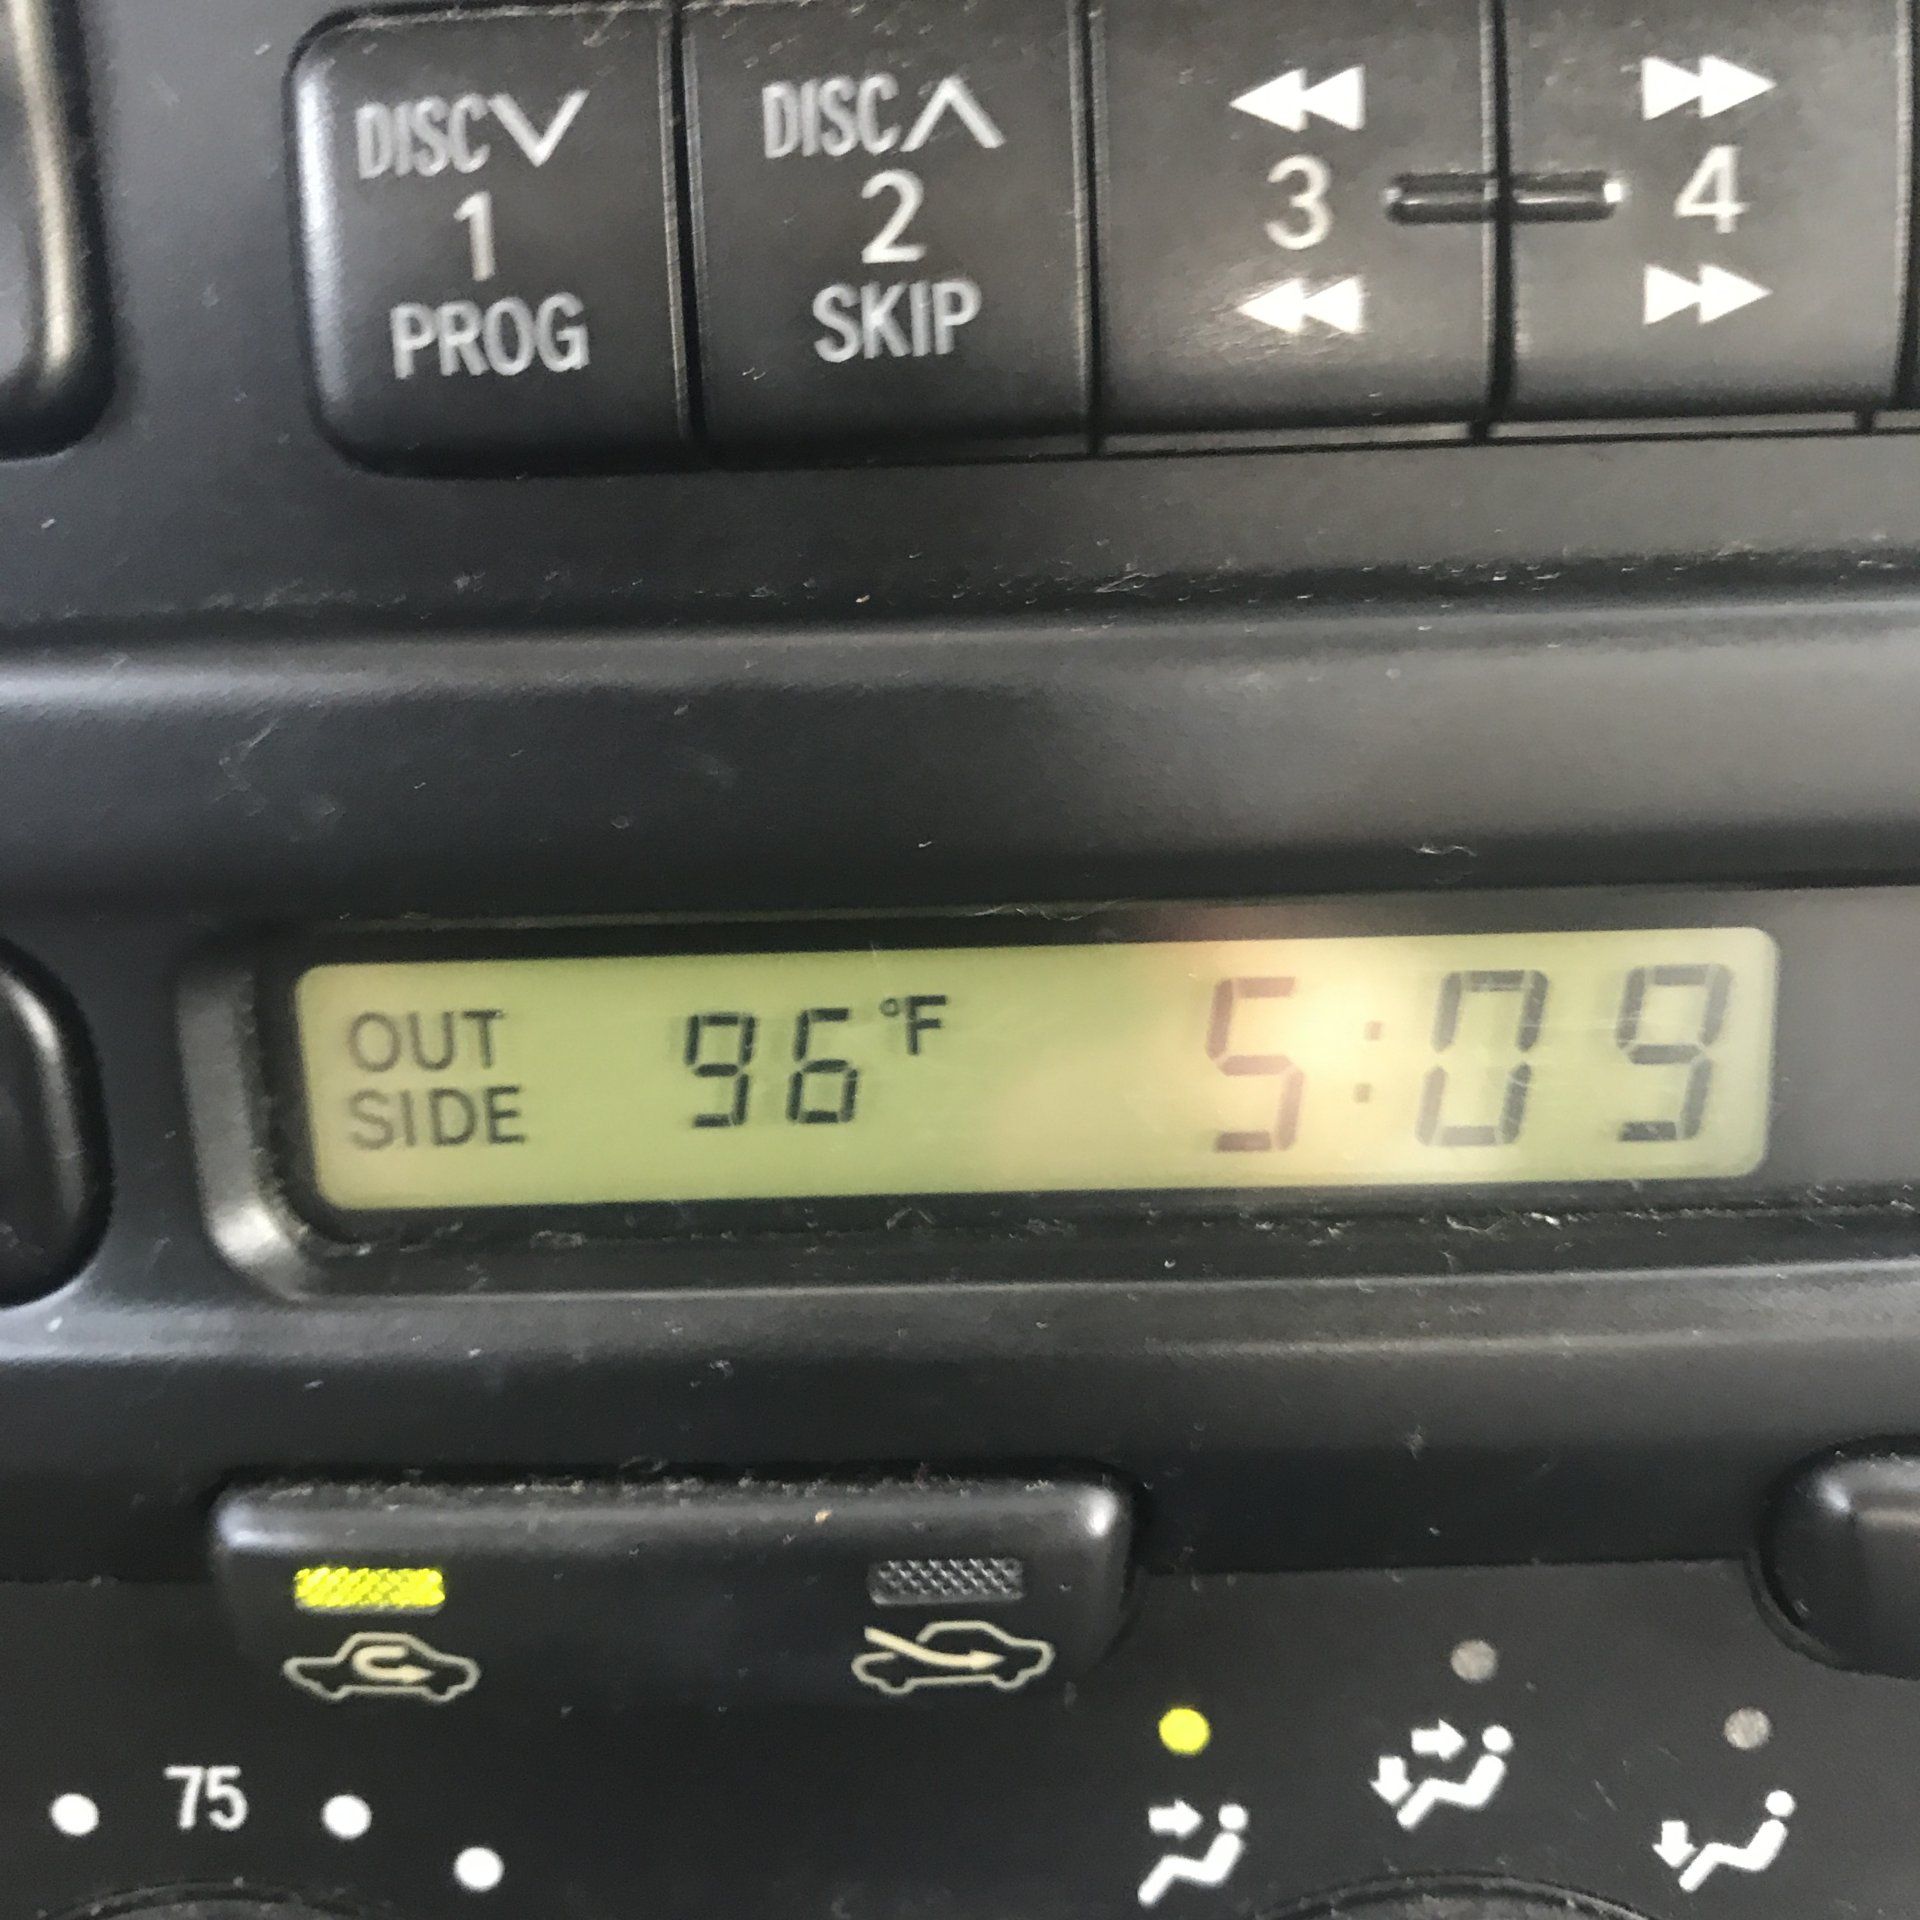 DISC DISC
1 2 3 4
PROG SKIP
OUT SIDE 96°F 5:09
75